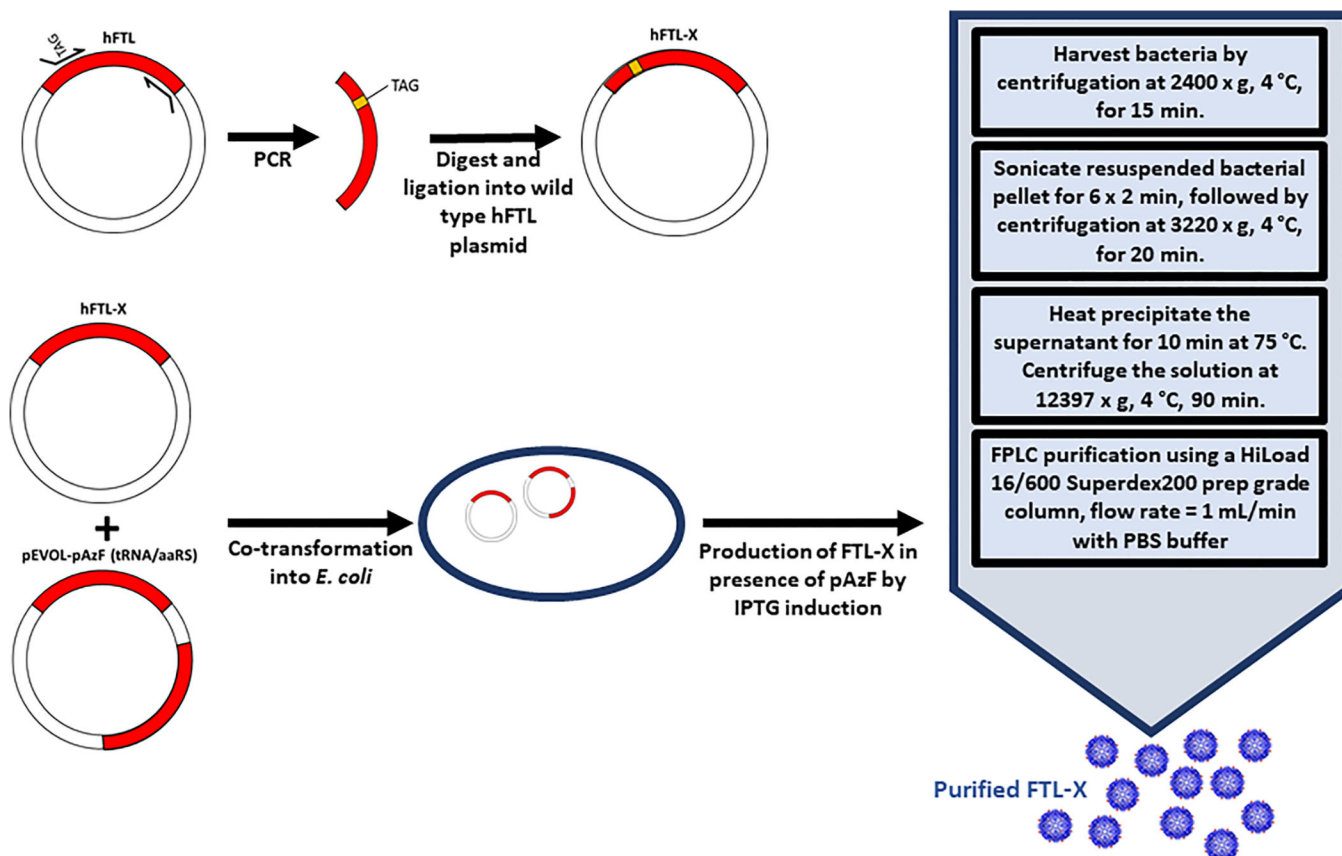 hFTL
TAG
PCR
TAG
Digest and
ligation into wild
type hFTL
plasmid
hFTL-X
hFTL-X
+
pEVOL-pAzF (tRNA/aaRS)
Co-transformation
into E. coli
Production of FTL-X in
presence of pAzF by
IPTG induction
Harvest bacteria by
centrifugation at 2400 x g, 4 °C,
for 15 min.
Sonicate resuspended bacterial
pellet for 6 x 2 min, followed by
centrifugation at 3220 x g, 4 °C,
for 20 min.
Heat precipitate the
supernatant for 10 min at 75 °C.
Centrifuge the solution at
12397 x g, 4 °C, 90 min.
FPLC purification using a HiLoad
16/600 Superdex200 prep grade
column, flow rate = 1 mL/min
with PBS buffer
Purified FTL-X